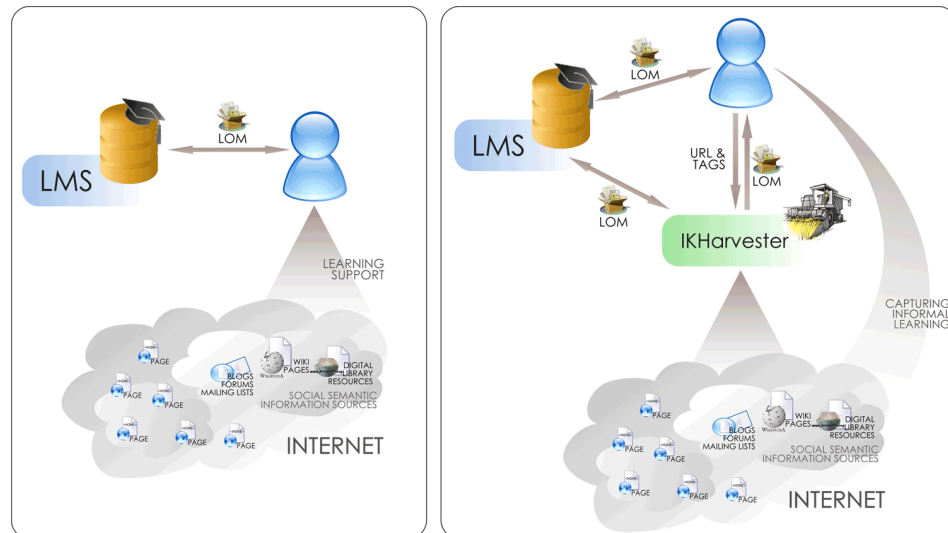 LOM
LMS
LEARNING
SUPPORT
PAGE
WIKI
PAGES
WIKIPEDIA
DIGITAL
LIBRARY
RESOURCES
BLOGS
FORUMS
MAILING LISTS
SOCIAL SEMANTIC
INFORMATION SOURCES
PAGE
PAGE
PAGE
PAGE
PAGE
INTERNET
LOM
LMS
URL &
TAGS
LOM
LOM
IKHarvester
CAPTURING
INFORMAL
LEARNING
PAGE
WIKI
PAGES
WIKIPEDIA
DIGITAL
LIBRARY
RESOURCES
BLOGS
FORUMS
MAILING LISTS
SOCIAL SEMANTIC
INFORMATION SOURCES
PAGE
PAGE
PAGE
PAGE
PAGE
INTERNET